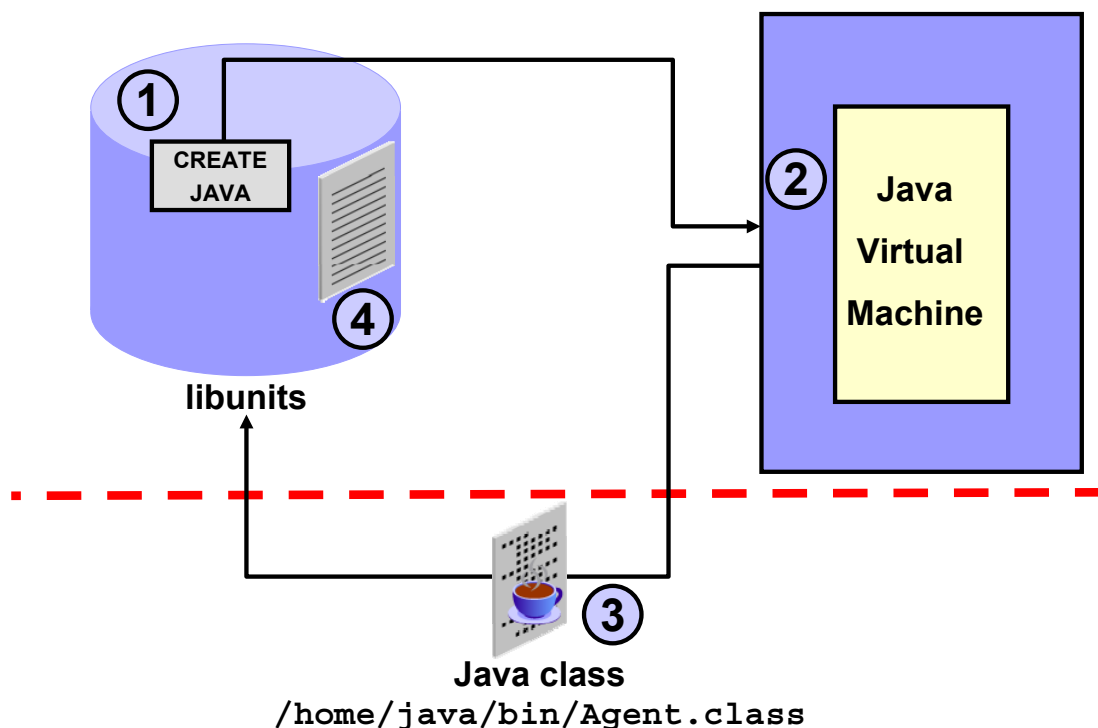 1
CREATE
JAVA
2
Java
Virtual
Machine
4
libunits
3
Java class
/home/java/bin/Agent.class